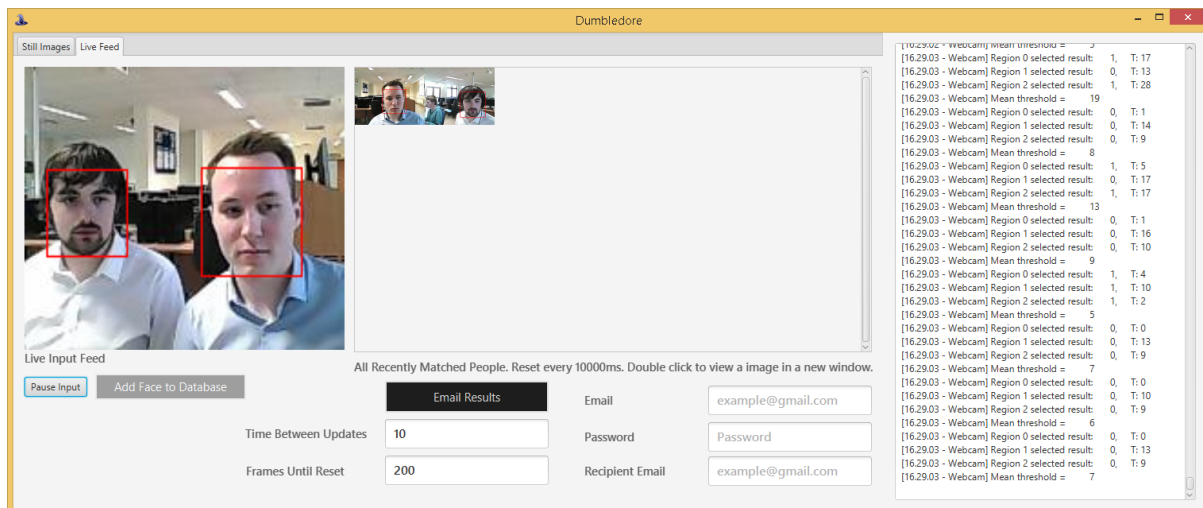 Dumbledore
Still Images
Live Feed
Live Input Feed
Pause Input
Add Face to Database
All Recently Matched People. Reset every 10000ms. Double click to view a image in a new window.
Email Results
Time Between Updates
10
Frames Until Reset
200
Email
example@gmail.com
Password
Password
Recipient Email
example@gmail.com
[16.29.02 - Webcam] Mean threshold = 5
[16.29.03 - Webcam] Region 0 selected result: 1, T: 17
[16.29.03 - Webcam] Region 1 selected result: 0, T: 13
[16.29.03 - Webcam] Region 2 selected result: 1, T: 28
[16.29.03 - Webcam] Mean threshold = 19
[16.29.03 - Webcam] Region 0 selected result: 0, T: 1
[16.29.03 - Webcam] Region 1 selected result: 0, T: 14
[16.29.03 - Webcam] Region 2 selected result: 0, T: 9
[16.29.03 - Webcam] Mean threshold = 8
[16.29.03 - Webcam] Region 0 selected result: 1, T: 5
[16.29.03 - Webcam] Region 1 selected result: 0, T: 17
[16.29.03 - Webcam] Region 2 selected result: 1, T: 17
[16.29.03 - Webcam] Mean threshold = 13
[16.29.03 - Webcam] Region 0 selected result: 0, T: 1
[16.29.03 - Webcam] Region 1 selected result: 0, T: 16
[16.29.03 - Webcam] Region 2 selected result: 0, T: 10
[16.29.03 - Webcam] Mean threshold = 9
[16.29.03 - Webcam] Region 0 selected result: 1, T: 4
[16.29.03 - Webcam] Region 1 selected result: 1, T: 10
[16.29.03 - Webcam] Region 2 selected result: 1, T: 2
[16.29.03 - Webcam] Mean threshold = 5
[16.29.03 - Webcam] Region 0 selected result: 0, T: 0
[16.29.03 - Webcam] Region 1 selected result: 0, T: 13
[16.29.03 - Webcam] Region 2 selected result: 0, T: 9
[16.29.03 - Webcam] Mean threshold = 7
[16.29.03 - Webcam] Region 0 selected result: 0, T: 0
[16.29.03 - Webcam] Region 1 selected result: 0, T: 10
[16.29.03 - Webcam] Region 2 selected result: 0, T: 9
[16.29.03 - Webcam] Mean threshold = 6
[16.29.03 - Webcam] Region 0 selected result: 0, T: 0
[16.29.03 - Webcam] Region 1 selected result: 0, T: 13
[16.29.03 - Webcam] Region 2 selected result: 0, T: 9
[16.29.03 - Webcam] Mean threshold = 7